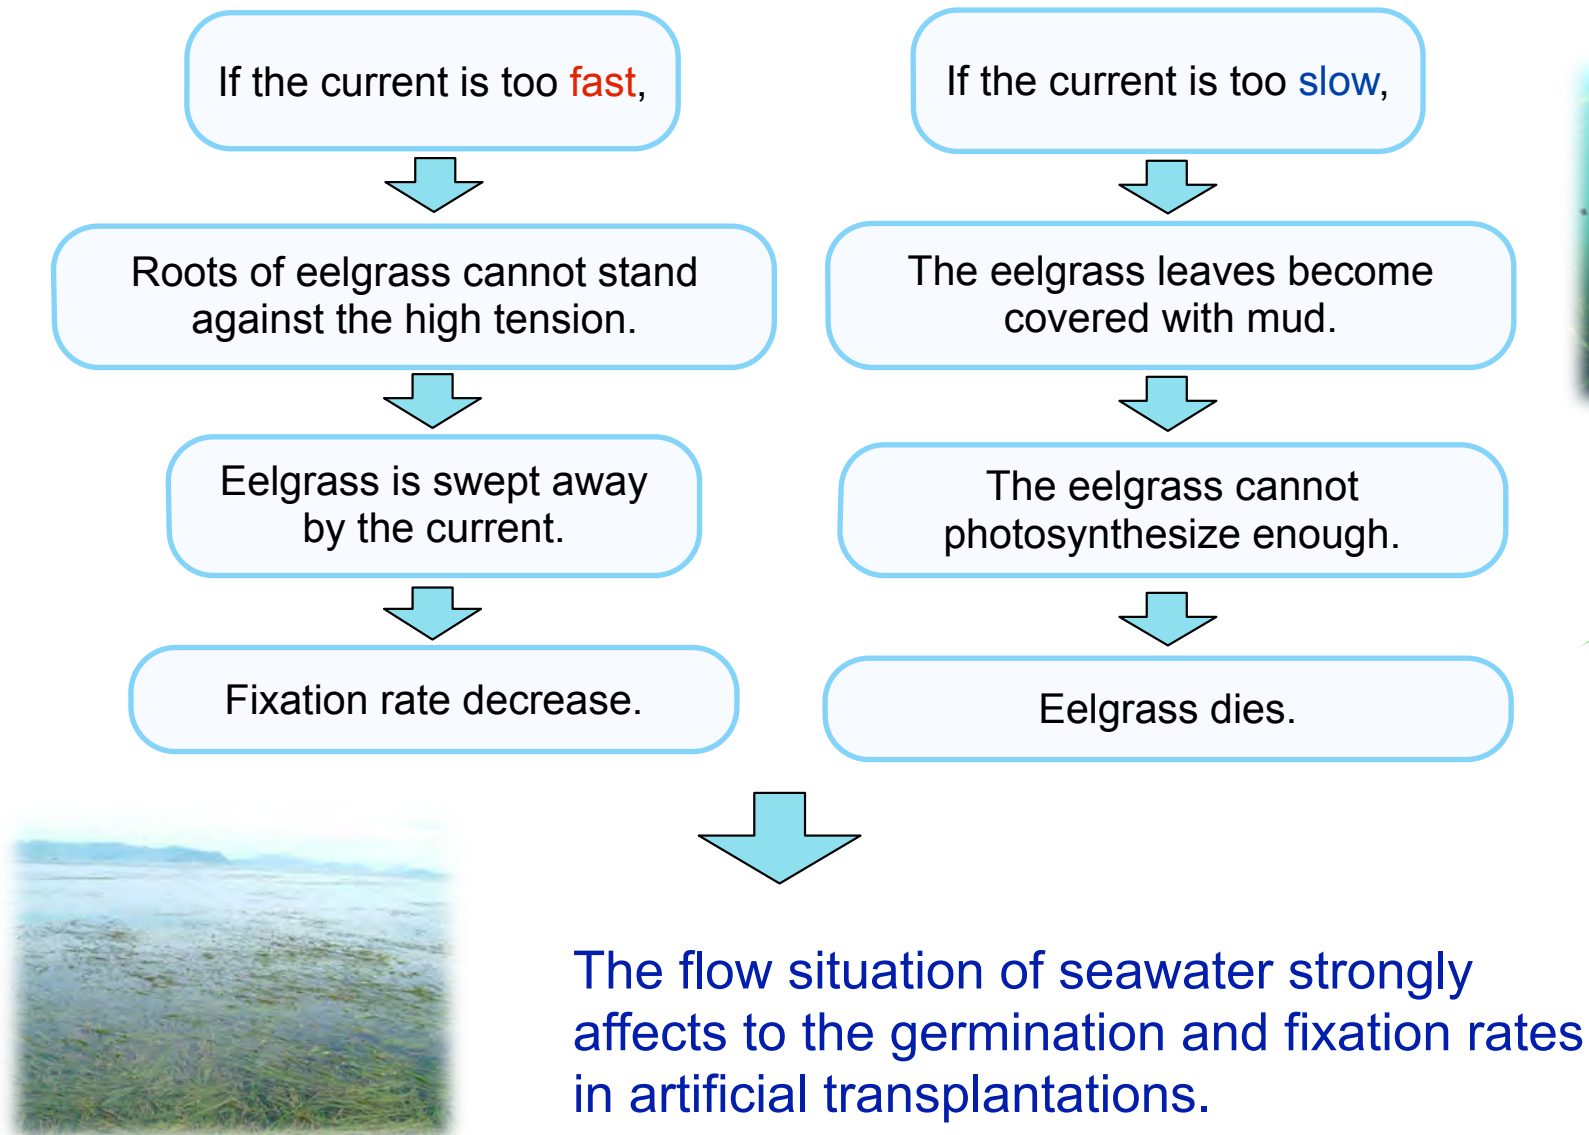 If the current is too fast,
Roots of eelgrass cannot stand
against the high tension.
Eelgrass is swept away
by the current.
Fixation rate decrease.
If the current is too slow,
The eelgrass leaves become
covered with mud.
The eelgrass cannot
photosynthesize enough.
Eelgrass dies.
The flow situation of seawater strongly
affects to the germination and fixation rates
in artificial transplantations.